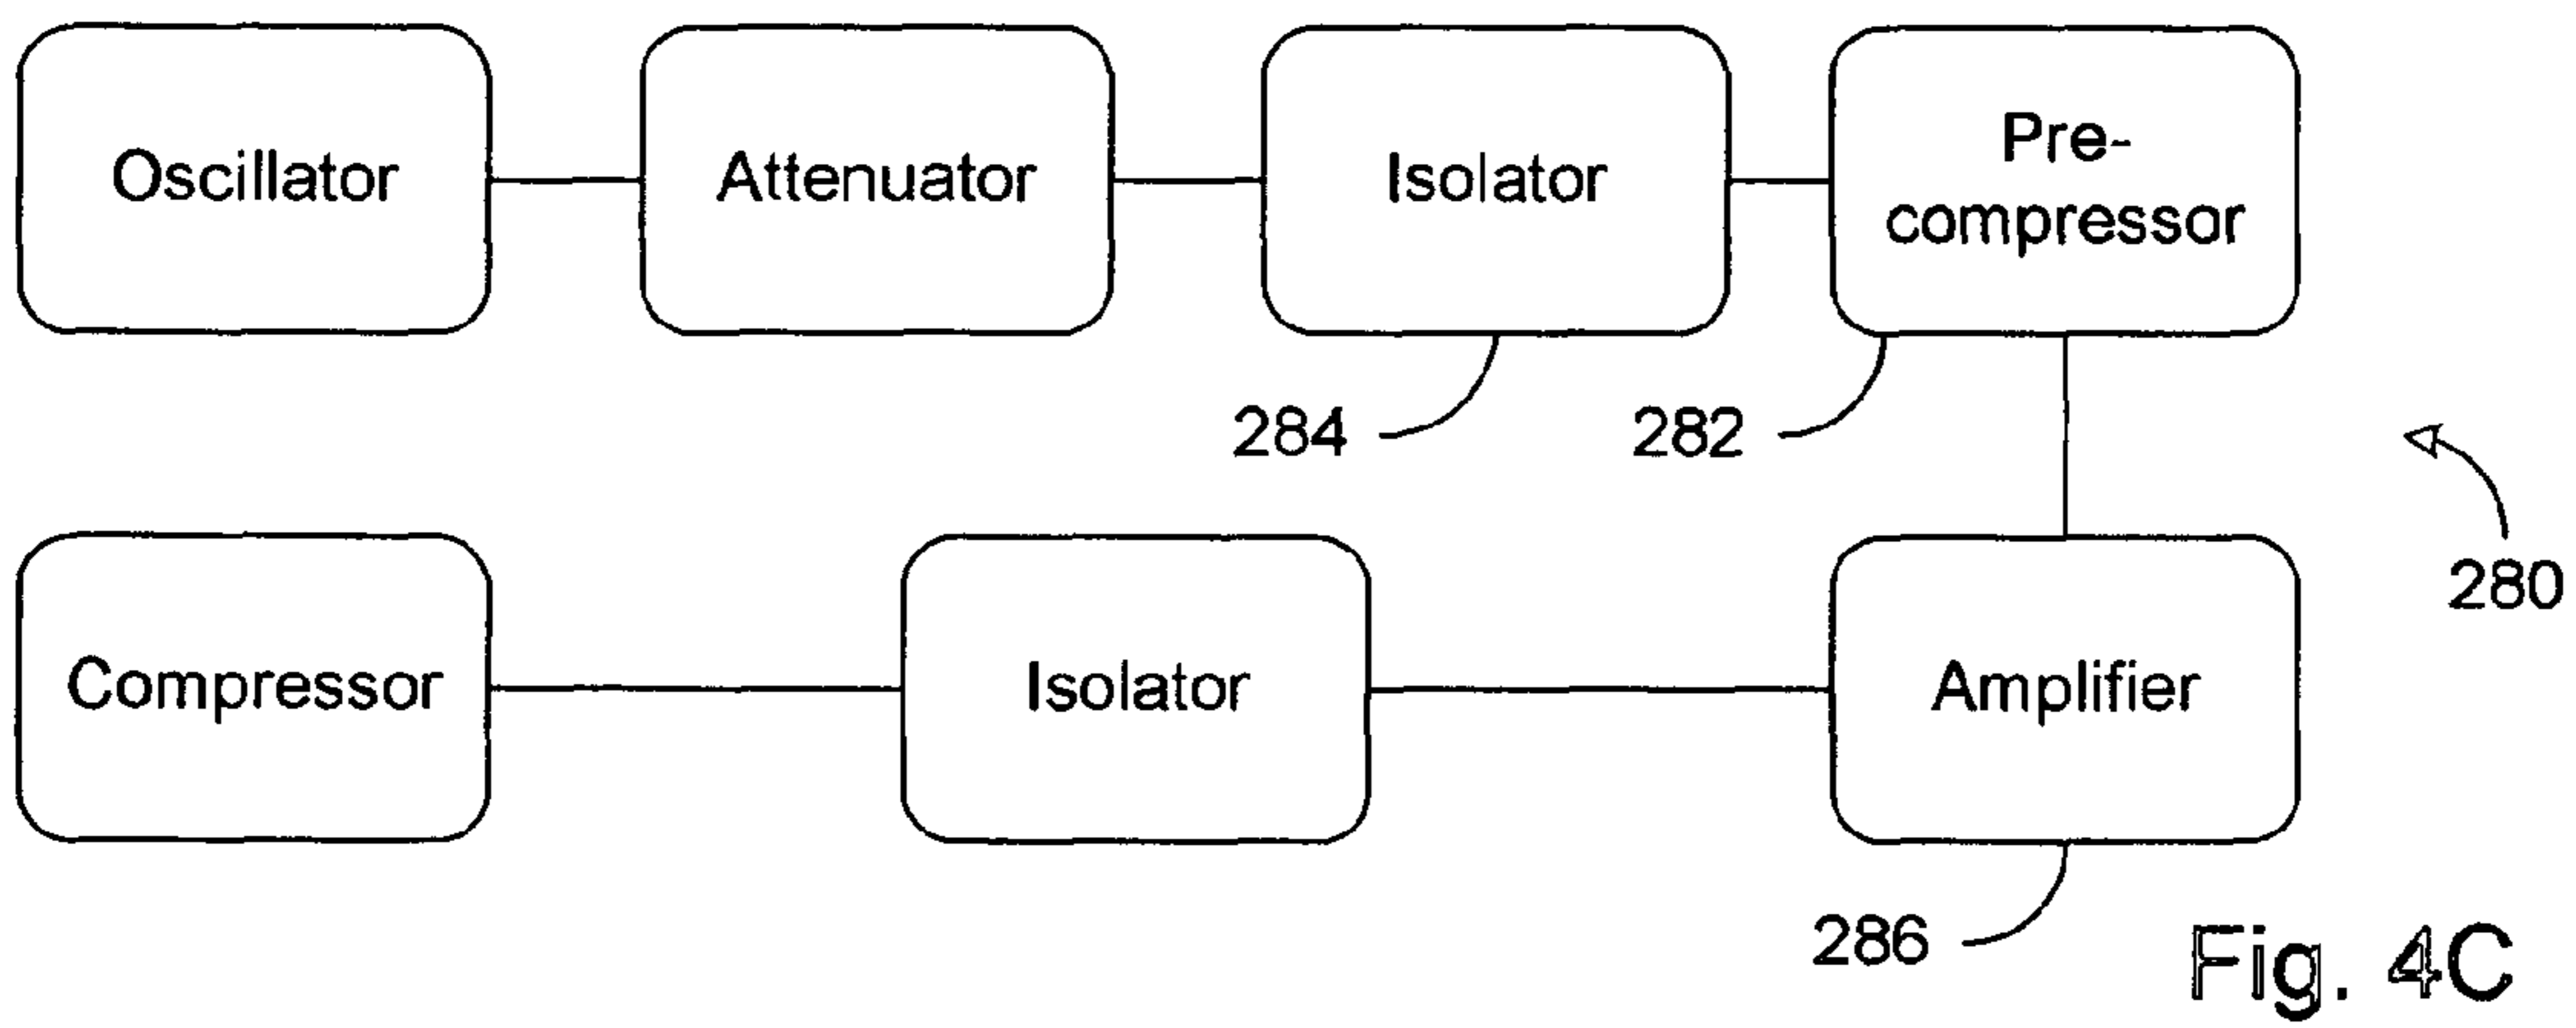 Oscillator
Attenuator
Isolator
Pre-
compressor
284
282
280
Compressor
Isolator
Amplifier
286
Fig. 4C